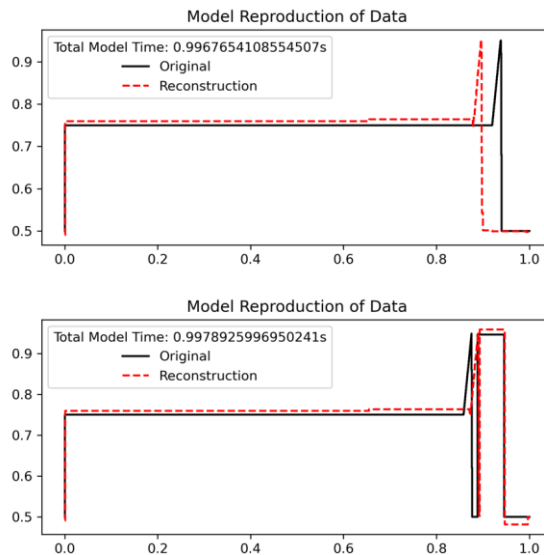 Model Reproduction of Data
Total Model Time: 0.9967654108554507s
Original
Reconstruction
0.9
0.8
0.7
0.6
0.5
0.0 0.2 0.4 0.6 0.8 1.0
Model Reproduction of Data
Total Model Time: 0.9978925996950241s
Original
Reconstruction
0.9
0.8
0.7
0.6
0.5
0.0 0.2 0.4 0.6 0.8 1.0